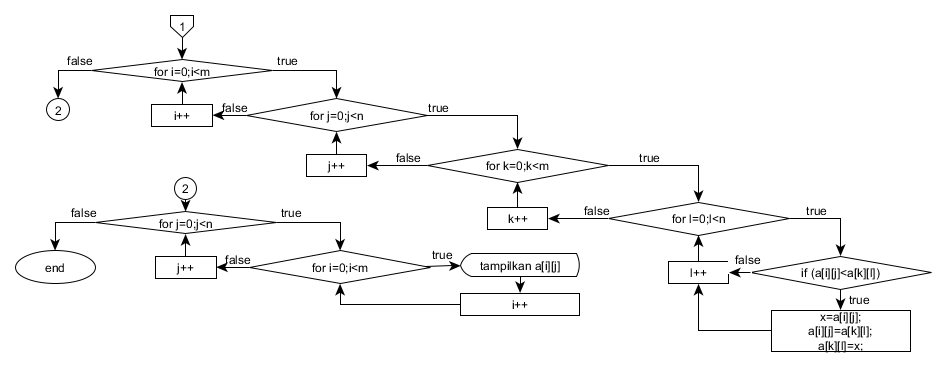 1
false
for i=0;i<m
true
2
i++
false
for j=0;j<n
true
j++
false
for k=0;k<m
true
k++
false
for l=0;l<n
true
l++
false
if (a[i][j]<a[k][l])
true
x=a[i][j];
a[i][j]=a[k][l];
a[k][l]=x;
2
false
for j=0;j<n
true
end
j++
false
for i=0;i<m
true
tampilkan a[i][j]
i++